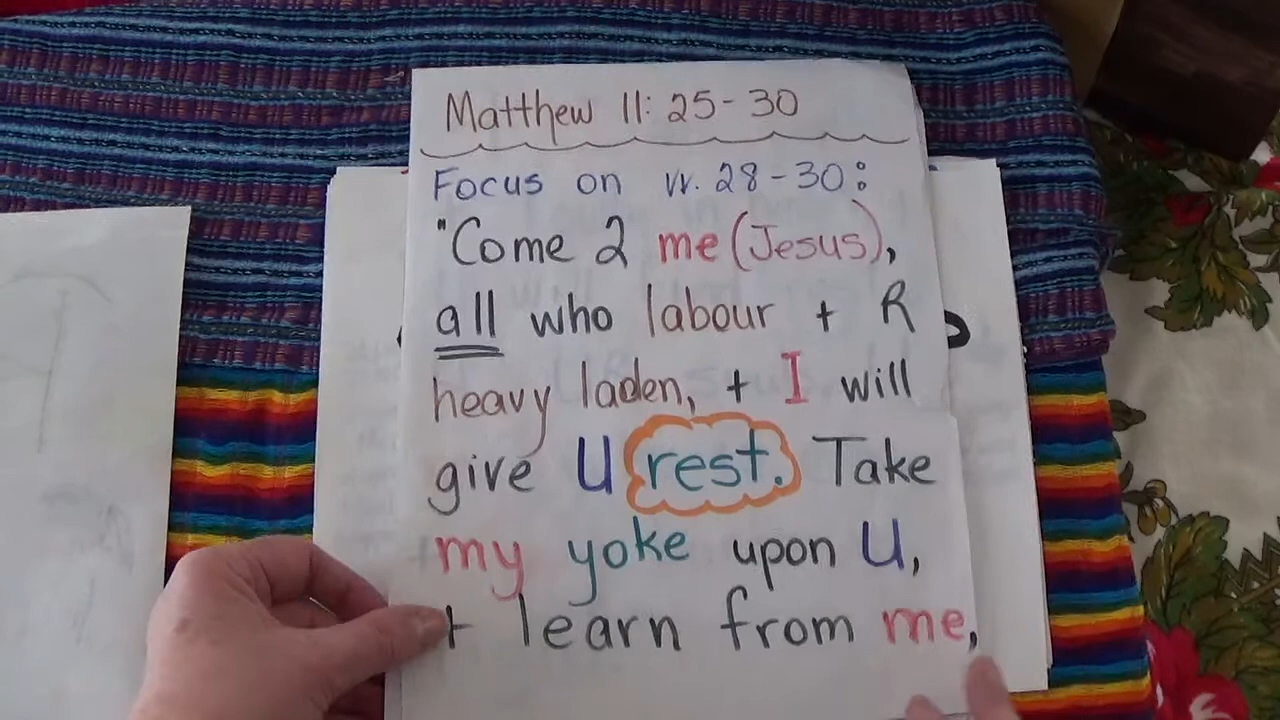 Matthew 11: 25-30
Focus on vv. 28-30:
"Come 2 me (Jesus),
all who labour + R
heavy laden, + I will
give U rest. Take
my yoke upon U,
+ learn from me,